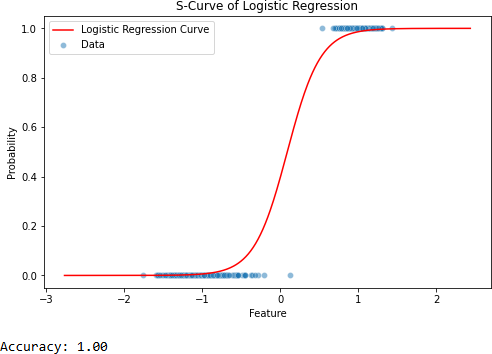 S-Curve of Logistic Regression
Logistic Regression Curve
Data
1.0
0.8
0.6
0.4
0.2
0.0
Probability
−3
−2
−1
0
1
2
Feature
Accuracy: 1.00